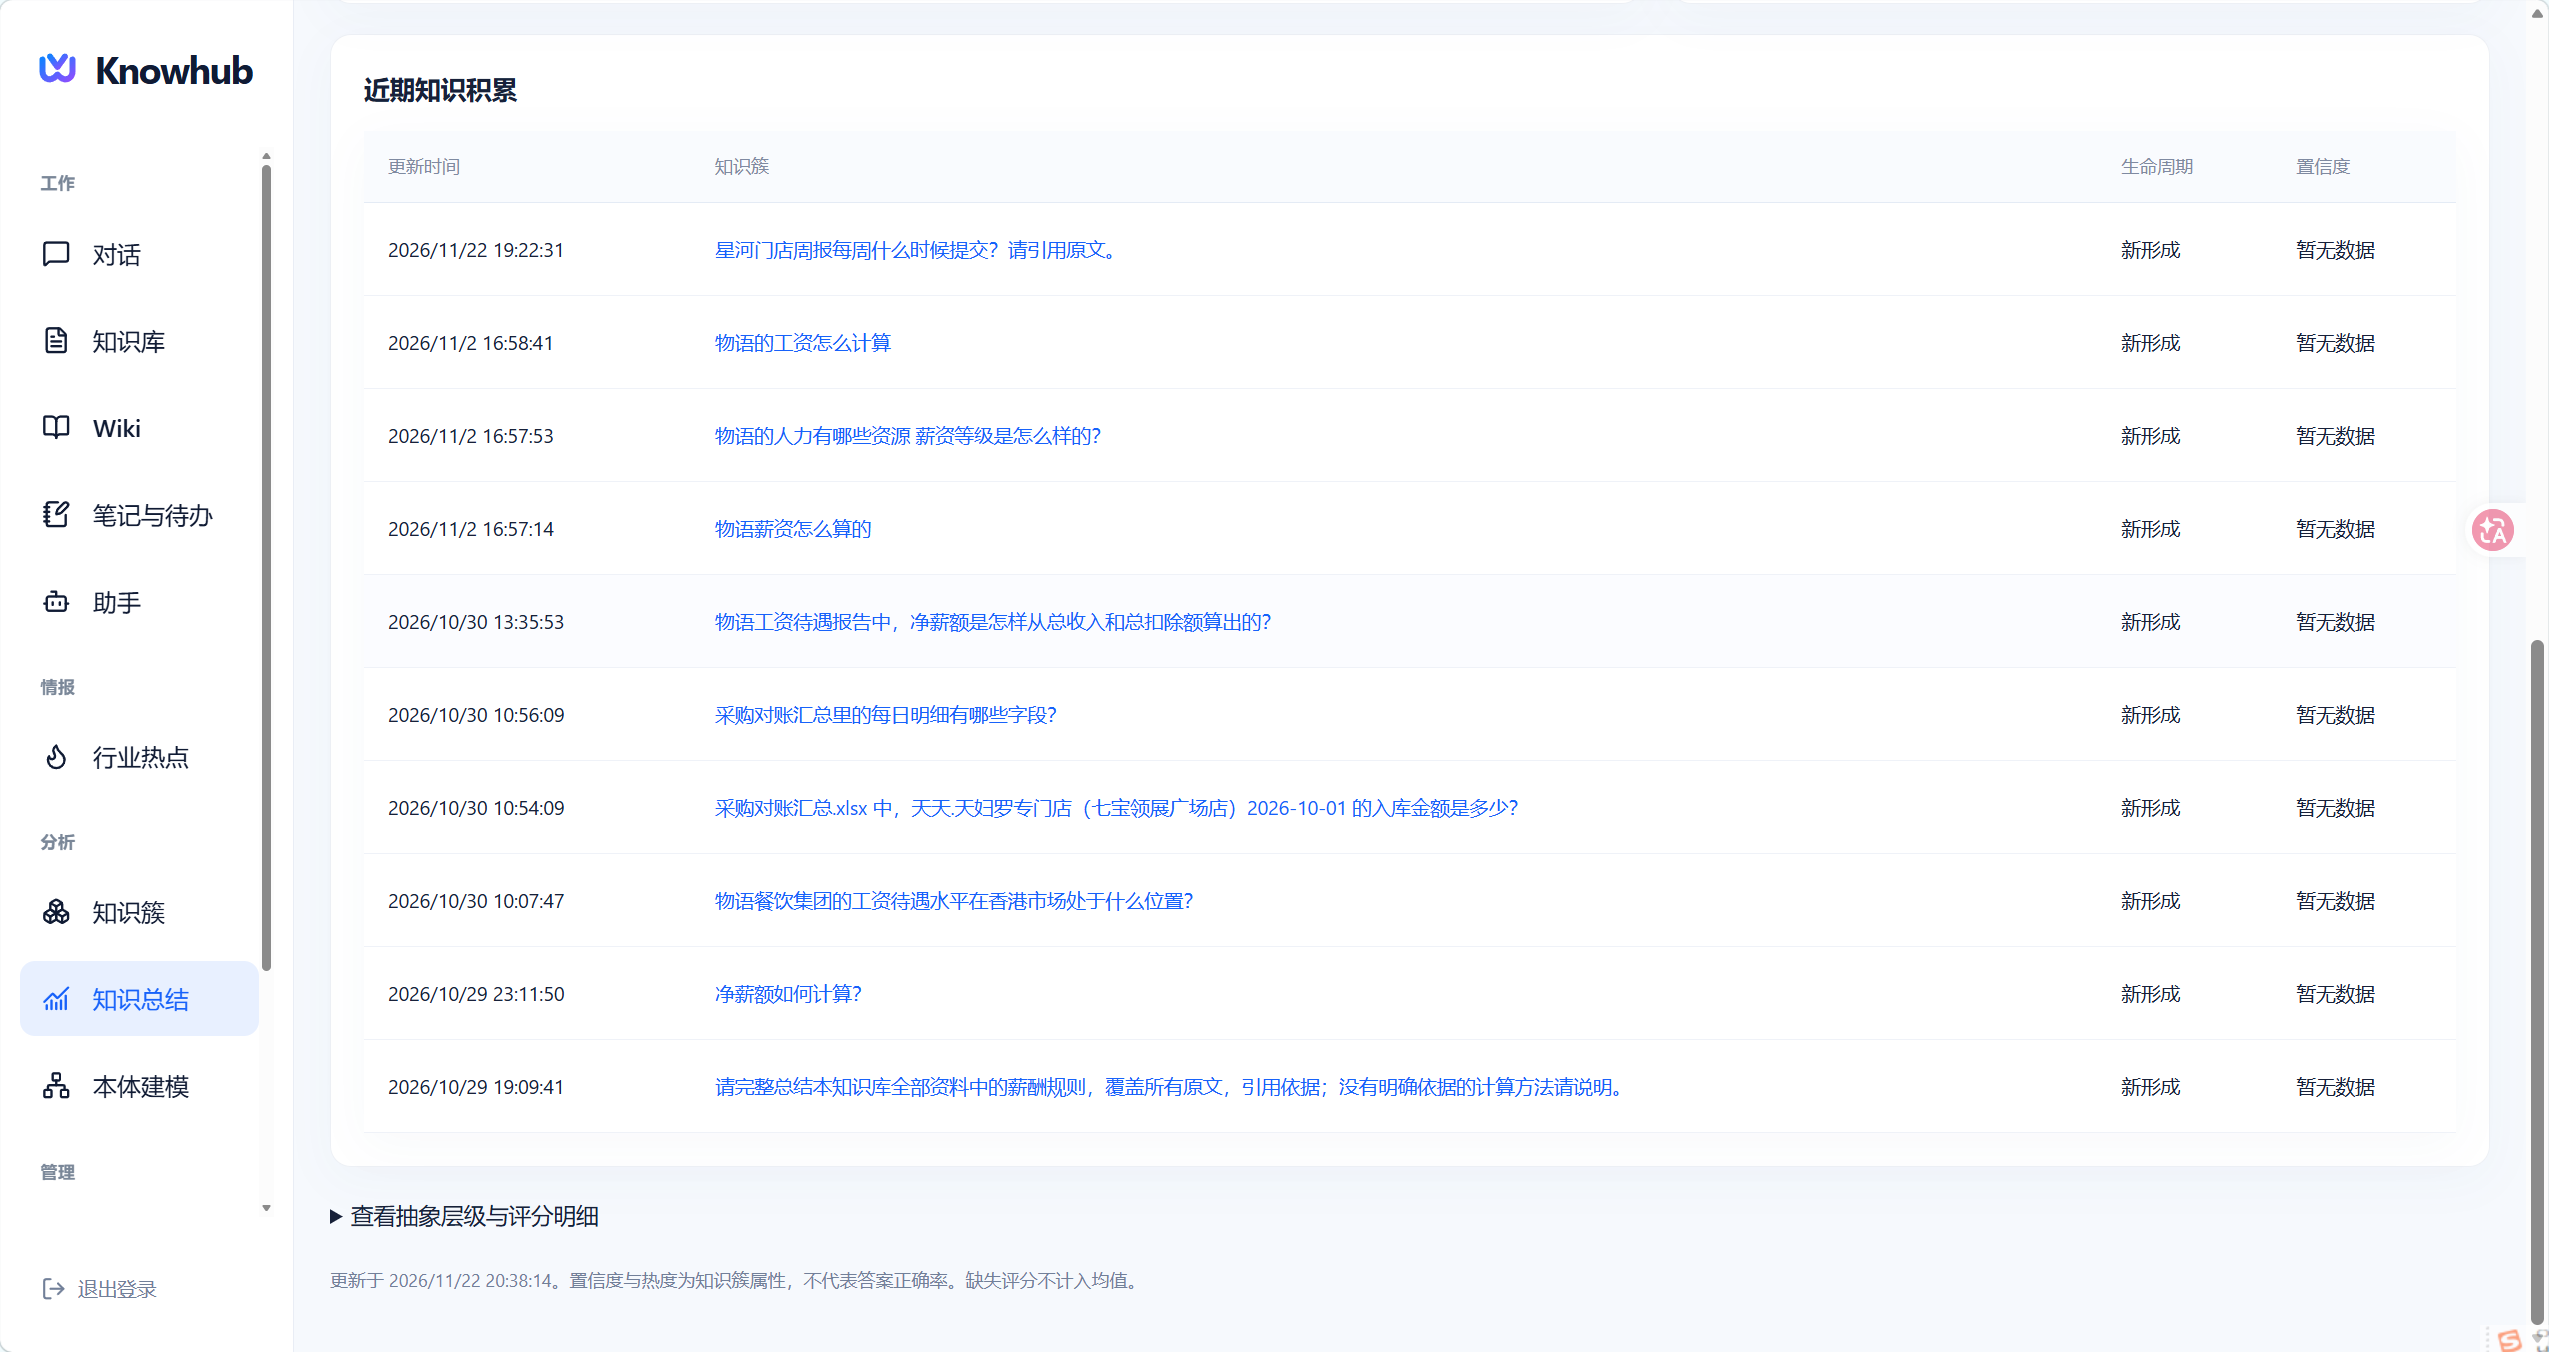 Knowhub
工作
对话
知识库
Wiki
笔记与待办
助手
情报
行业热点
分析
知识簇
知识总结
本体建模
管理
退出登录
近期知识积累
更新时间 知识簇 生命周期 置信度
2026/11/22 19:22:31 星河门店周报每周什么时候提交？请引用原文。 新形成 暂无数据
2026/11/2 16:58:41 物语的工资怎么计算 新形成 暂无数据
2026/11/2 16:57:53 物语的人力有哪些资源 薪资等级是怎么样的？ 新形成 暂无数据
2026/11/2 16:57:14 物语薪资怎么算的 新形成 暂无数据
2026/10/30 13:35:53 物语工资待遇报告中，净薪额是怎样从总收入和总扣除额算出的？ 新形成 暂无数据
2026/10/30 10:56:09 采购对账汇总里的每日明细有哪些字段？ 新形成 暂无数据
2026/10/30 10:54:09 采购对账汇总.xlsx 中，天天.天妇罗专门店（七宝领展广场店）2026-10-01 的入库金额是多少？ 新形成 暂无数据
2026/10/30 10:07:47 物语餐饮集团的工资待遇水平在香港市场处于什么位置？ 新形成 暂无数据
2026/10/29 23:11:50 净薪额如何计算？ 新形成 暂无数据
2026/10/29 19:09:41 请完整总结本知识库全部资料中的薪酬规则，覆盖所有原文，引用依据；没有明确依据的计算方法请说明。 新形成 暂无数据
查看抽象层级与评分明细
更新于 2026/11/22 20:38:14。置信度与热度为知识簇属性，不代表答案正确率。缺失评分不计入均值。